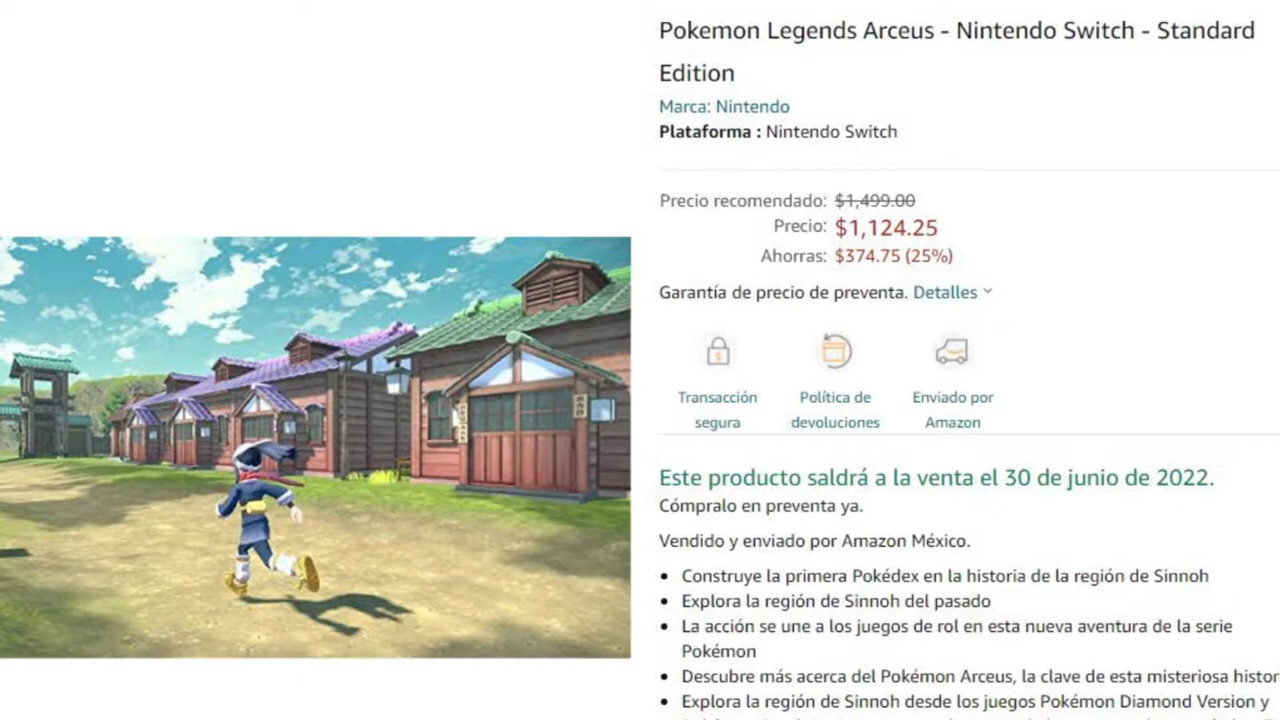 Pokemon Legends Arceus - Nintendo Switch - Standard
Edition
Marca: Nintendo
Plataforma : Nintendo Switch
Precio recomendado: $1,499.00
Precio: $1,124.25
Ahorras: $374.75 (25%)
Garantía de precio de preventa. Detalles
Transacción segura
Política de devoluciones
Enviado por Amazon
Este producto saldrá a la venta el 30 de junio de 2022.
Cómpralo en preventa ya.
Vendido y enviado por Amazon México.
Construye la primera Pokédex en la historia de la región de Sinnoh
Explora la región de Sinnoh del pasado
La acción se une a los juegos de rol en esta nueva aventura de la serie
Pokémon
Descubre más acerca del Pokémon Arceus, la clave de esta misteriosa histor
Explora la región de Sinnoh desde los juegos Pokémon Diamond Version y